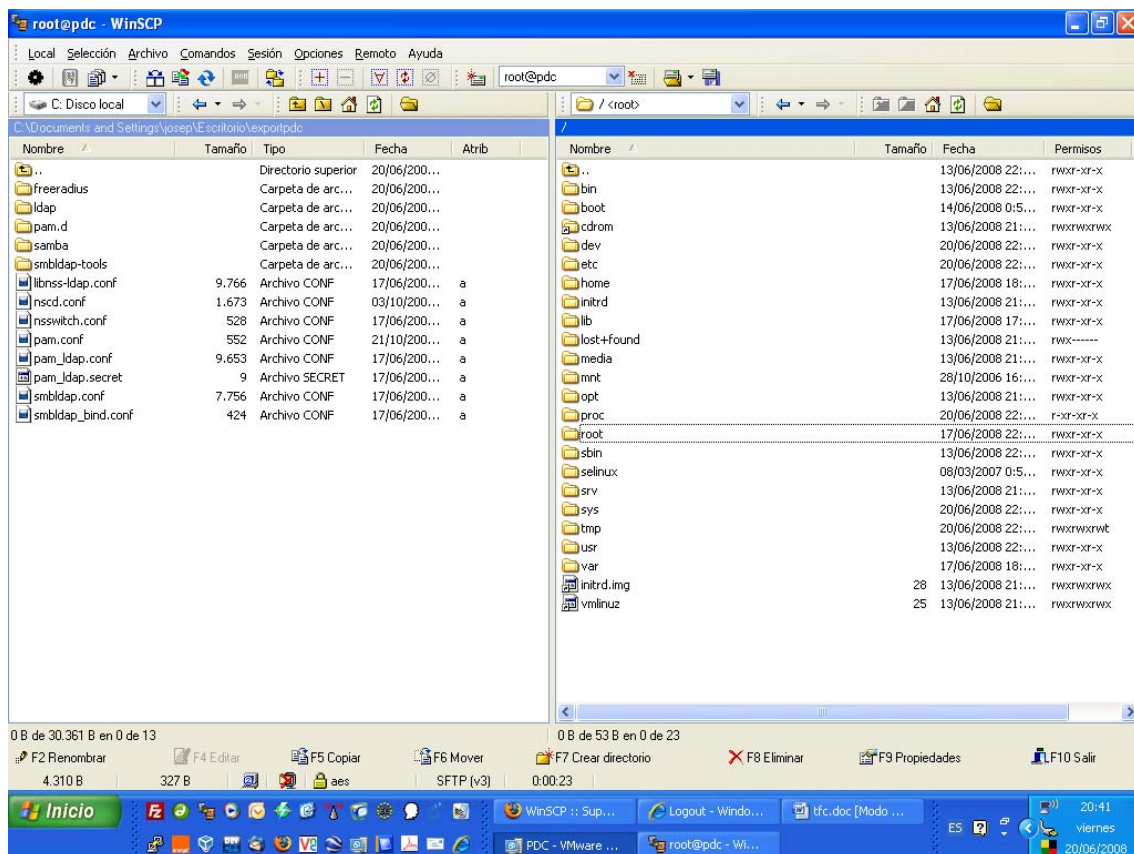 root@pdc - WinSCP
Local Selección Archivo Comandos Sesión Opciones Remoto Ayuda
root@pdc
C: Disco local
/ <root>
C:\Documents and Settings\josep\Escritorio\exportpdc
/
Nombre Tamaño Tipo Fecha Atrib
Nombre Tamaño Fecha Permisos
.. Directorio superior 20/06/200...
freeradius Carpeta de arc... 20/06/200...
ldap Carpeta de arc... 20/06/200...
pam.d Carpeta de arc... 20/06/200...
samba Carpeta de arc... 20/06/200...
smbldap-tools Carpeta de arc... 20/06/200...
libnss-ldap.conf 9.766 Archivo CONF 17/06/200... a
nscd.conf 1.673 Archivo CONF 03/10/200... a
nsswitch.conf 528 Archivo CONF 17/06/200... a
pam.conf 552 Archivo CONF 21/10/200... a
pam_ldap.conf 9.653 Archivo CONF 17/06/200... a
pam_ldap.secret 9 Archivo SECRET 17/06/200... a
smbldap.conf 7.756 Archivo CONF 17/06/200... a
smbldap_bind.conf 424 Archivo CONF 17/06/200... a
.. 13/06/2008 22:... rwxr-xr-x
bin 13/06/2008 22:... rwxr-xr-x
boot 14/06/2008 0:5... rwxr-xr-x
cdrom 13/06/2008 21:... rwxrwxrwx
dev 20/06/2008 22:... rwxr-xr-x
etc 20/06/2008 22:... rwxr-xr-x
home 17/06/2008 18:... rwxr-xr-x
initrd 13/06/2008 21:... rwxr-xr-x
lib 17/06/2008 17:... rwxr-xr-x
lost+found 13/06/2008 21:... rwx------
media 13/06/2008 21:... rwxr-xr-x
mnt 28/10/2006 16:... rwxr-xr-x
opt 13/06/2008 21:... rwxr-xr-x
proc 20/06/2008 22:... r-xr-xr-x
root 17/06/2008 22:... rwxr-xr-x
sbin 13/06/2008 22:... rwxr-xr-x
selinux 08/03/2007 0:5... rwxr-xr-x
srv 13/06/2008 21:... rwxr-xr-x
sys 20/06/2008 22:... rwxr-xr-x
tmp 20/06/2008 22:... rwxrwxrwt
usr 13/06/2008 22:... rwxr-xr-x
var 17/06/2008 18:... rwxr-xr-x
initrd.img 28 13/06/2008 21:... rwxrwxrwx
vmlinuz 25 13/06/2008 21:... rwxrwxrwx
0 B de 30.361 B en 0 de 13
0 B de 53 B en 0 de 23
F2 Renombrar F4 Editar F5 Copiar F6 Mover F7 Crear directorio F8 Eliminar F9 Propiedades F10 Salir
4.310 B 327 B aes SFTP (v3) 0:00:23
Inicio
WinSCP :: Sup... Logout - Windo... tfc.doc [Modo ...
PDC - VMware ... root@pdc - Wi...
ES
20:41
viernes
20/06/2008